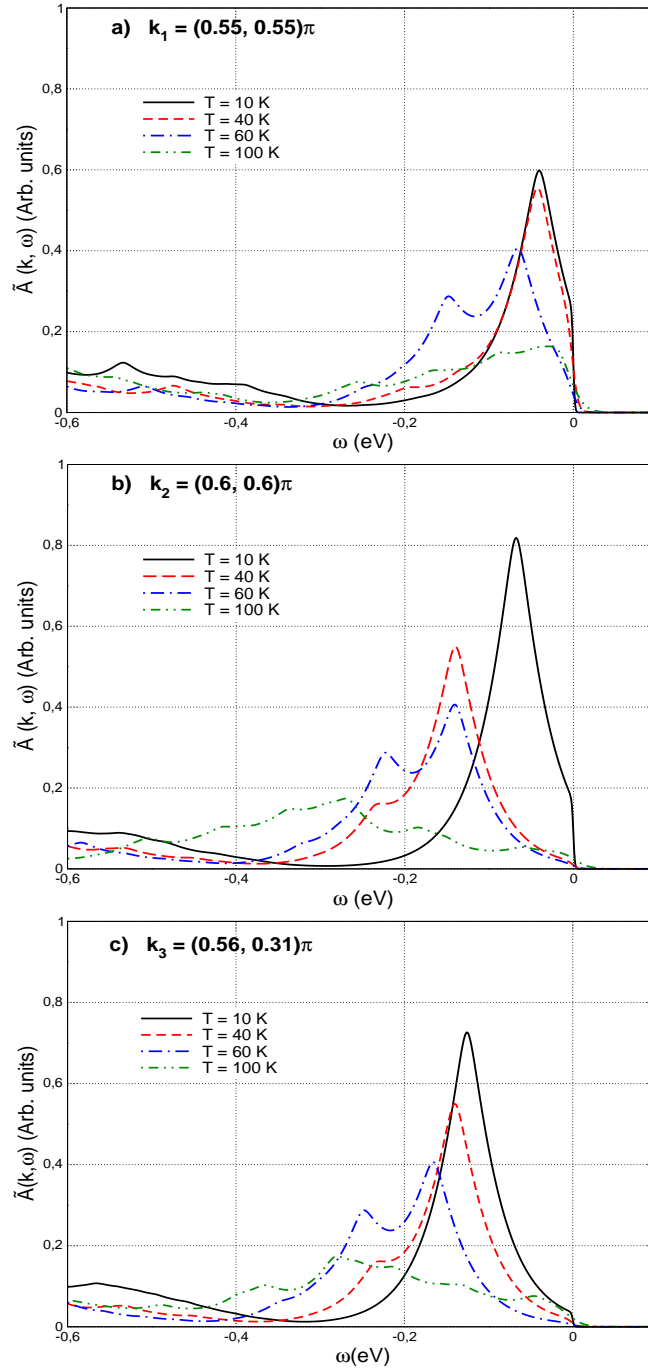 a) k₁ = (0.55, 0.55)π
T = 10 K
T = 40 K
T = 60 K
T = 100 K
Ã (k, ω) (Arb. units)
1
0,8
0,6
0,4
0,2
0
-0,6 -0,4 -0,2 0
ω (eV)
b) k₂ = (0.6, 0.6)π
T = 10 K
T = 40 K
T = 60 K
T = 100 K
Ã (k, ω) (Arb. units)
1
0,8
0,6
0,4
0,2
0
-0,6 -0,4 -0,2 0
ω (eV)
c) k₃ = (0.56, 0.31)π
T = 10 K
T = 40 K
T = 60 K
T = 100 K
Ã(k,ω) (Arb. units)
1
0,8
0,6
0,4
0,2
0
-0,6 -0,4 -0,2 0
ω(eV)